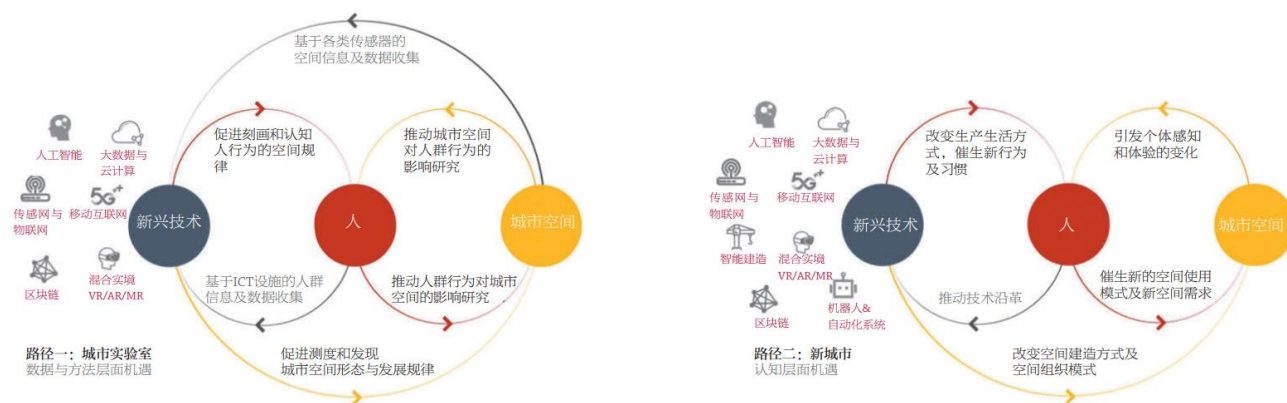 基于各类传感器的
空间信息及数据收集
促进刻画和认知
人行为的空间规
律
推动城市空间
对人群行为的
影响研究
人工智能
大数据与
云计算
传感网与
物联网
5G
移动互联网
区块链
混合实境
VR/AR/MR
新兴技术
人
城市空间
基于ICT设施的人群
信息及数据收集
推动人群行为对城市
空间的影响研究
促进测度和发现
城市空间形态与发展规律
路径一：城市实验室
数据与方法层面机遇
改变生产生活方
式，催生新行为
及习惯
引发个体感知
和体验的变化
人工智能
大数据与
云计算
传感网与
物联网
5G
移动互联网
智能建造
混合实境
VR/AR/MR
区块链
机器人&
自动化系统
新兴技术
人
城市空间
推动技术沿革
催生新的空间使用
模式及新空间需求
改变空间建造方式及
空间组织模式
路径二：新城市
认知层面机遇